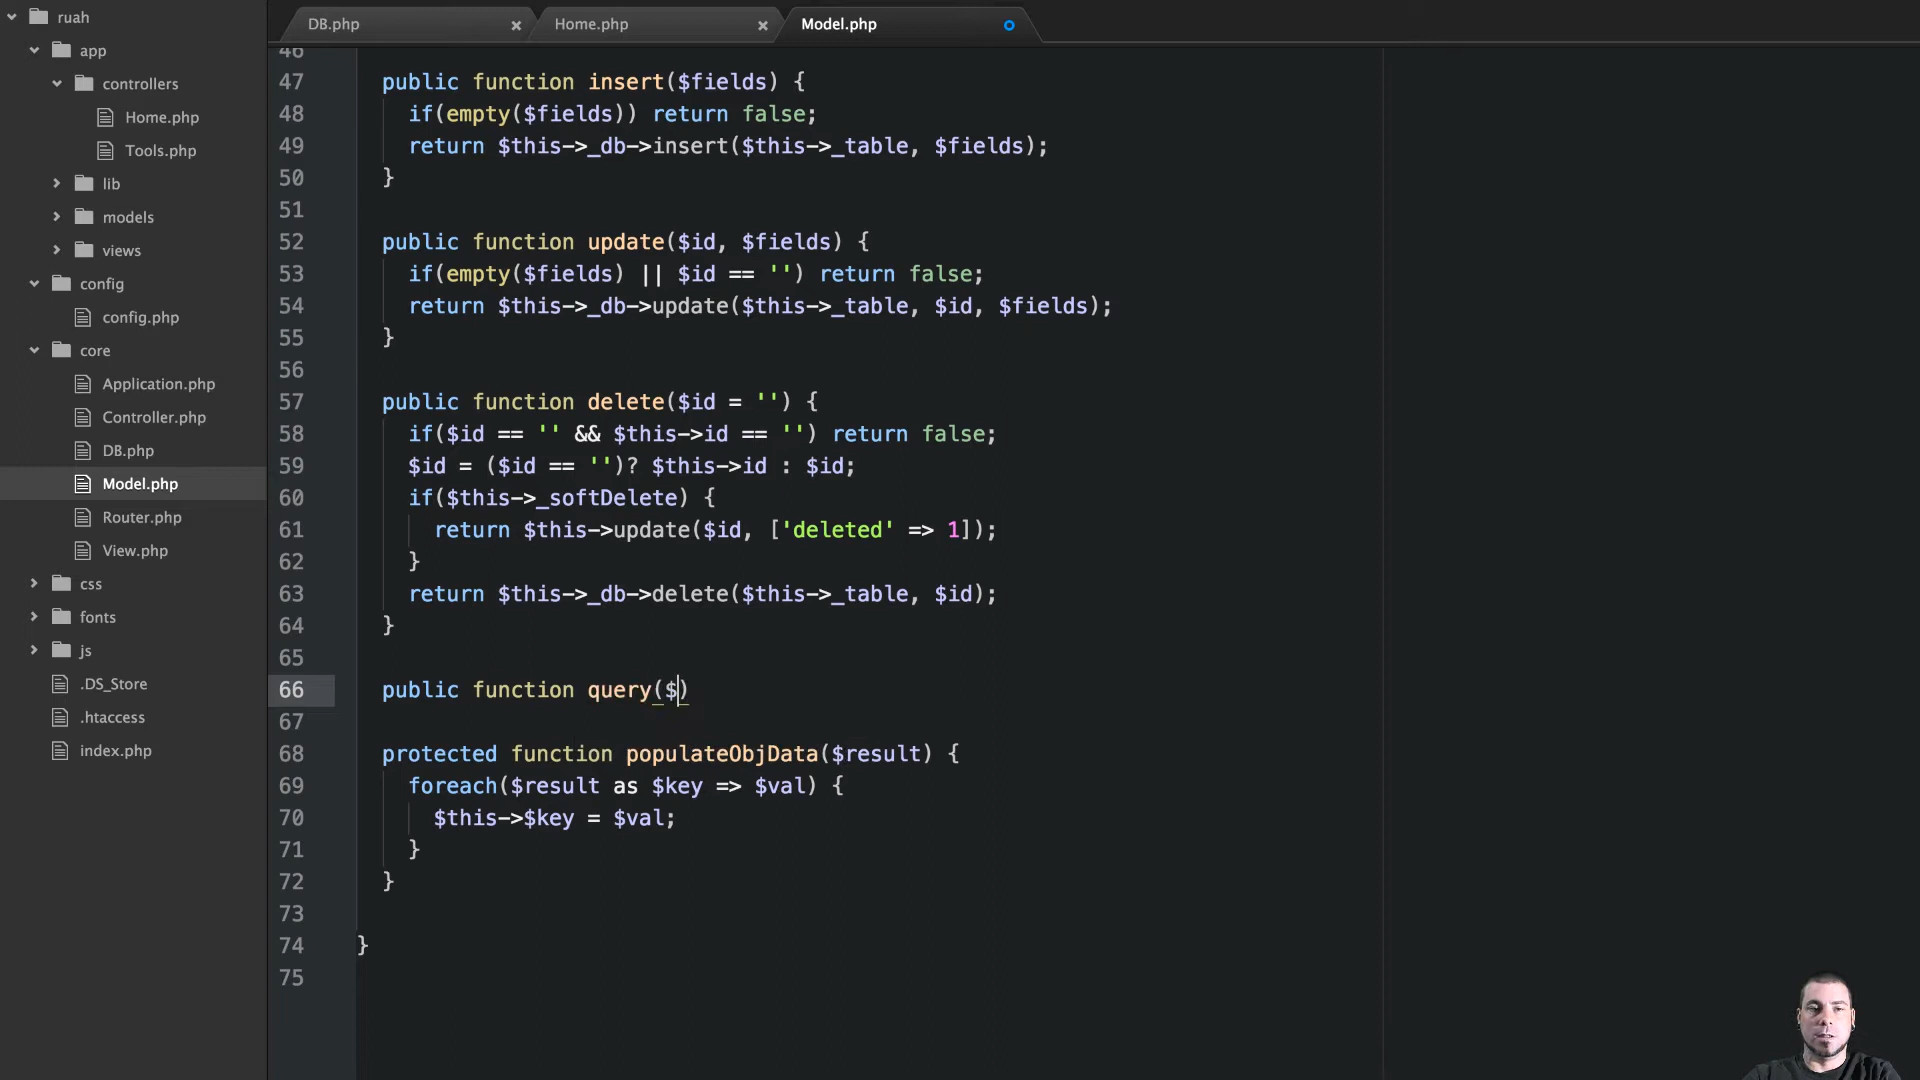 ruah
app
controllers
Home.php
Tools.php
lib
models
views
config
config.php
core
Application.php
Controller.php
DB.php
Model.php
Router.php
View.php
css
fonts
js
.DS_Store
.htaccess
index.php
DB.php × Home.php × Model.php
46
47 public function insert($fields) {
48 if(empty($fields)) return false;
49 return $this->_db->insert($this->_table, $fields);
50 }
51
52 public function update($id, $fields) {
53 if(empty($fields) || $id == '') return false;
54 return $this->_db->update($this->_table, $id, $fields);
55 }
56
57 public function delete($id = '') {
58 if($id == '' && $this->id == '') return false;
59 $id = ($id == '')? $this->id : $id;
60 if($this->_softDelete) {
61 return $this->update($id, ['deleted' => 1]);
62 }
63 return $this->_db->delete($this->_table, $id);
64 }
65
66 public function query($)
67
68 protected function populateObjData($result) {
69 foreach($result as $key => $val) {
70 $this->$key = $val;
71 }
72 }
73
74 }
75